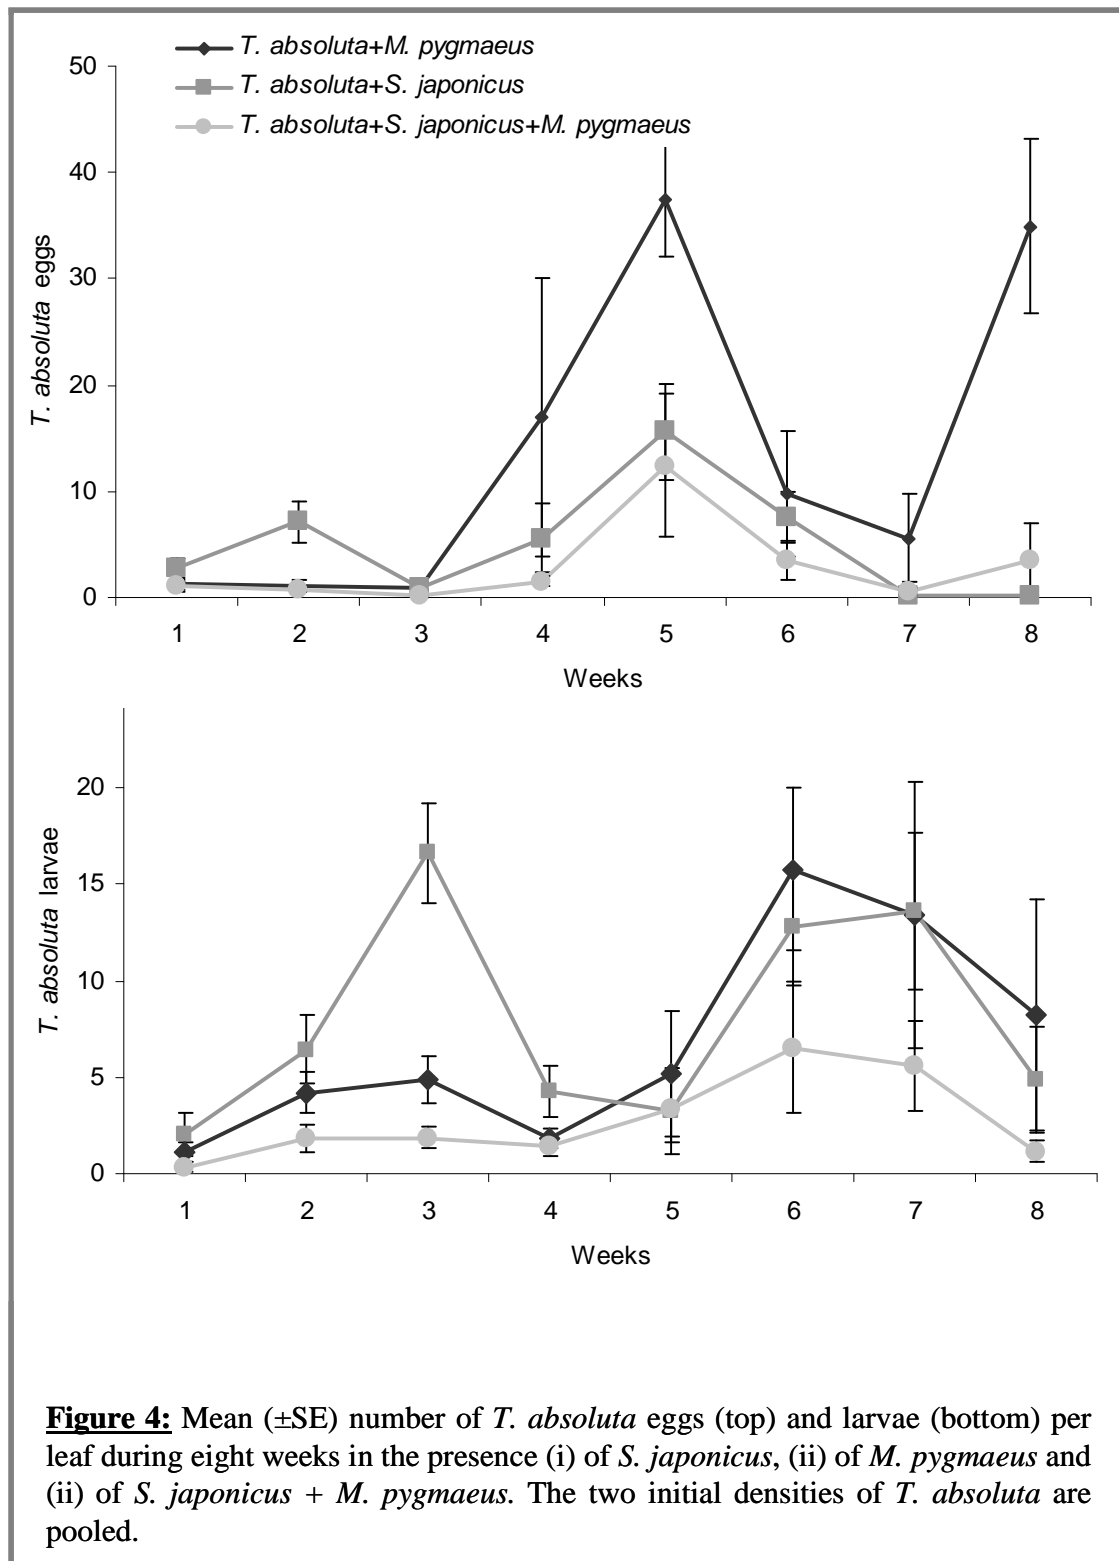 T. absoluta+M. pygmaeus
T. absoluta+S. japonicus
T. absoluta+S. japonicus+M. pygmaeus
50
40
30
20
10
0
T. absoluta eggs
1 2 3 4 5 6 7 8
Weeks
20
15
10
5
0
T. absoluta larvae
1 2 3 4 5 6 7 8
Weeks
Figure 4: Mean (±SE) number of T. absoluta eggs (top) and larvae (bottom) per
leaf during eight weeks in the presence (i) of S. japonicus, (ii) of M. pygmaeus and
(ii) of S. japonicus + M. pygmaeus. The two initial densities of T. absoluta are
pooled.